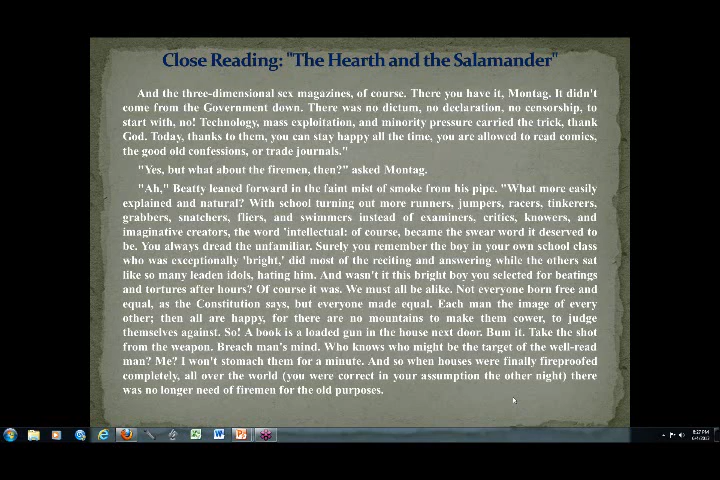 Close Reading: "The Hearth and the Salamander"
And the three-dimensional sex magazines, of course. There you have it, Montag. It didn't
come from the Government down. There was no dictum, no declaration, no censorship, to
start with, no! Technology, mass exploitation, and minority pressure carried the trick, thank
God. Today, thanks to them, you can stay happy all the time, you are allowed to read comics,
the good old confessions, or trade journals."
"Yes, but what about the firemen, then?" asked Montag.
"Ah," Beatty leaned forward in the faint mist of smoke from his pipe. "What more easily
explained and natural? With school turning out more runners, jumpers, racers, tinkerers,
grabbers, snatchers, fliers, and swimmers instead of examiners, critics, knowers, and
imaginative creators, the word 'intellectual: of course, became the swear word it deserved to
be. You always dread the unfamiliar. Surely you remember the boy in your own school class
who was exceptionally 'bright,' did most of the reciting and answering while the others sat
like so many leaden idols, hating him. And wasn't it this bright boy you selected for beatings
and tortures after hours? Of course it was. We must all be alike. Not everyone born free and
equal, as the Constitution says, but everyone made equal. Each man the image of every
other; then all are happy, for there are no mountains to make them cower, to judge
themselves against. So! A book is a loaded gun in the house next door. Bum it. Take the shot
from the weapon. Breach man's mind. Who knows who might be the target of the well-read
man? Me? I won't stomach them for a minute. And so when houses were finally fireproofed
completely, all over the world (you were correct in your assumption the other night) there
was no longer need of firemen for the old purposes.
8:27 PM